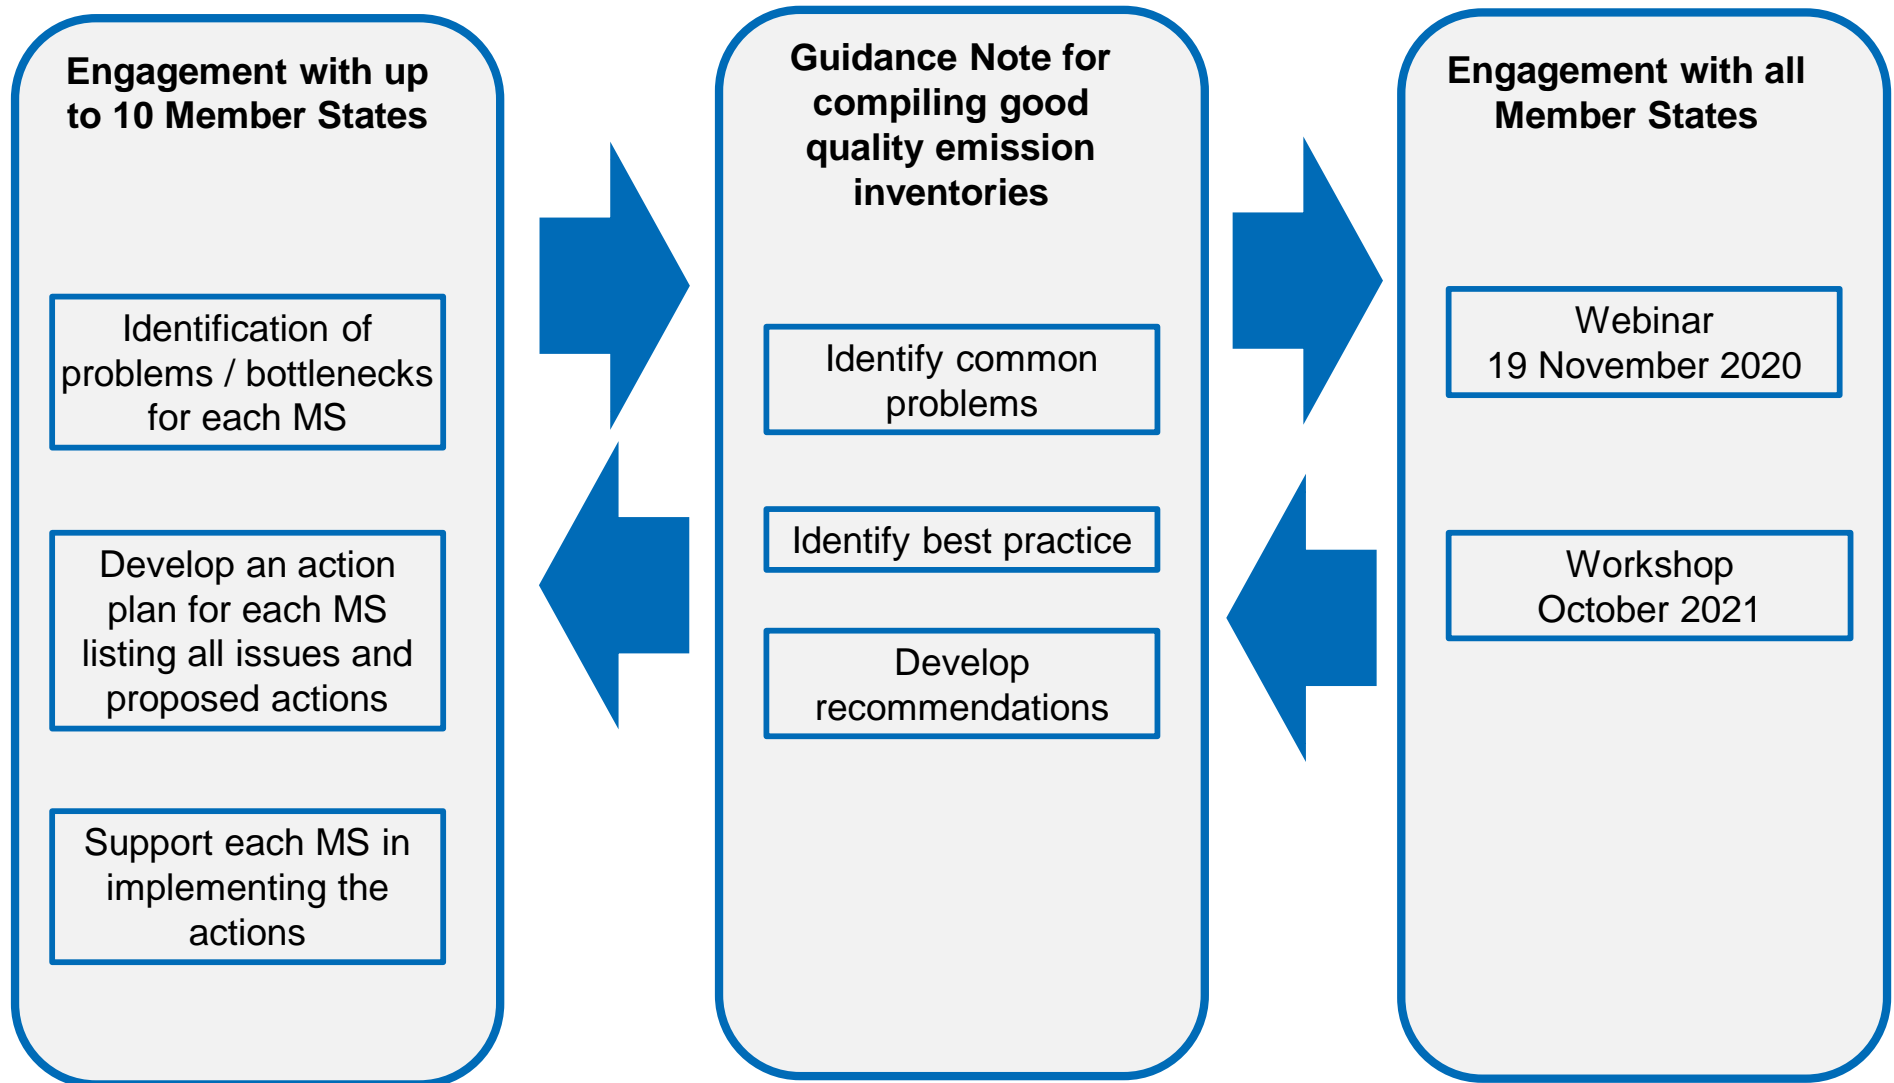 Engagement with up
to 10 Member States
Identification of
problems / bottlenecks
for each MS
Develop an action
plan for each MS
listing all issues and
proposed actions
Support each MS in
implementing the
actions
Guidance Note for
compiling good
quality emission
inventories
Identify common
problems
Identify best practice
Develop
recommendations
Engagement with all
Member States
Webinar
19 November 2020
Workshop
October 2021